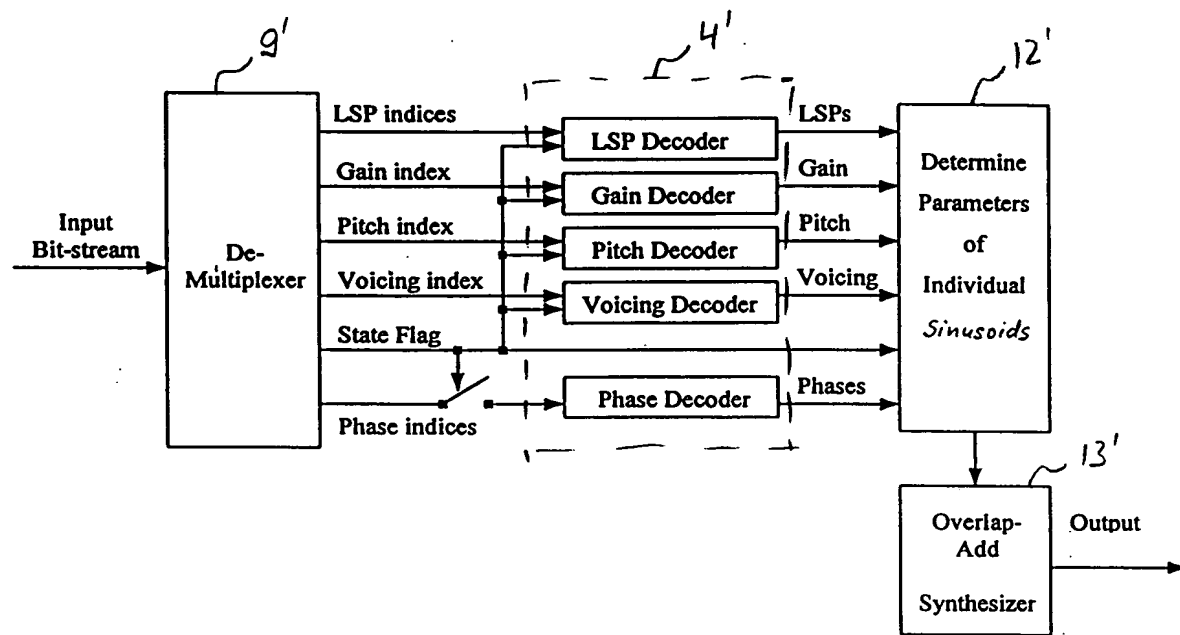 9'
4'
12'
LSP indices
LSP Decoder
LSPs
Gain index
Gain Decoder
Gain
Input
Bit-stream
De-
Multiplexer
Pitch index
Pitch Decoder
Pitch
Voicing index
Voicing Decoder
Voicing
State Flag
Phase indices
Phase Decoder
Phases
Determine
Parameters
of
Individual
Sinusoids
13'
Overlap-
Add
Synthesizer
Output